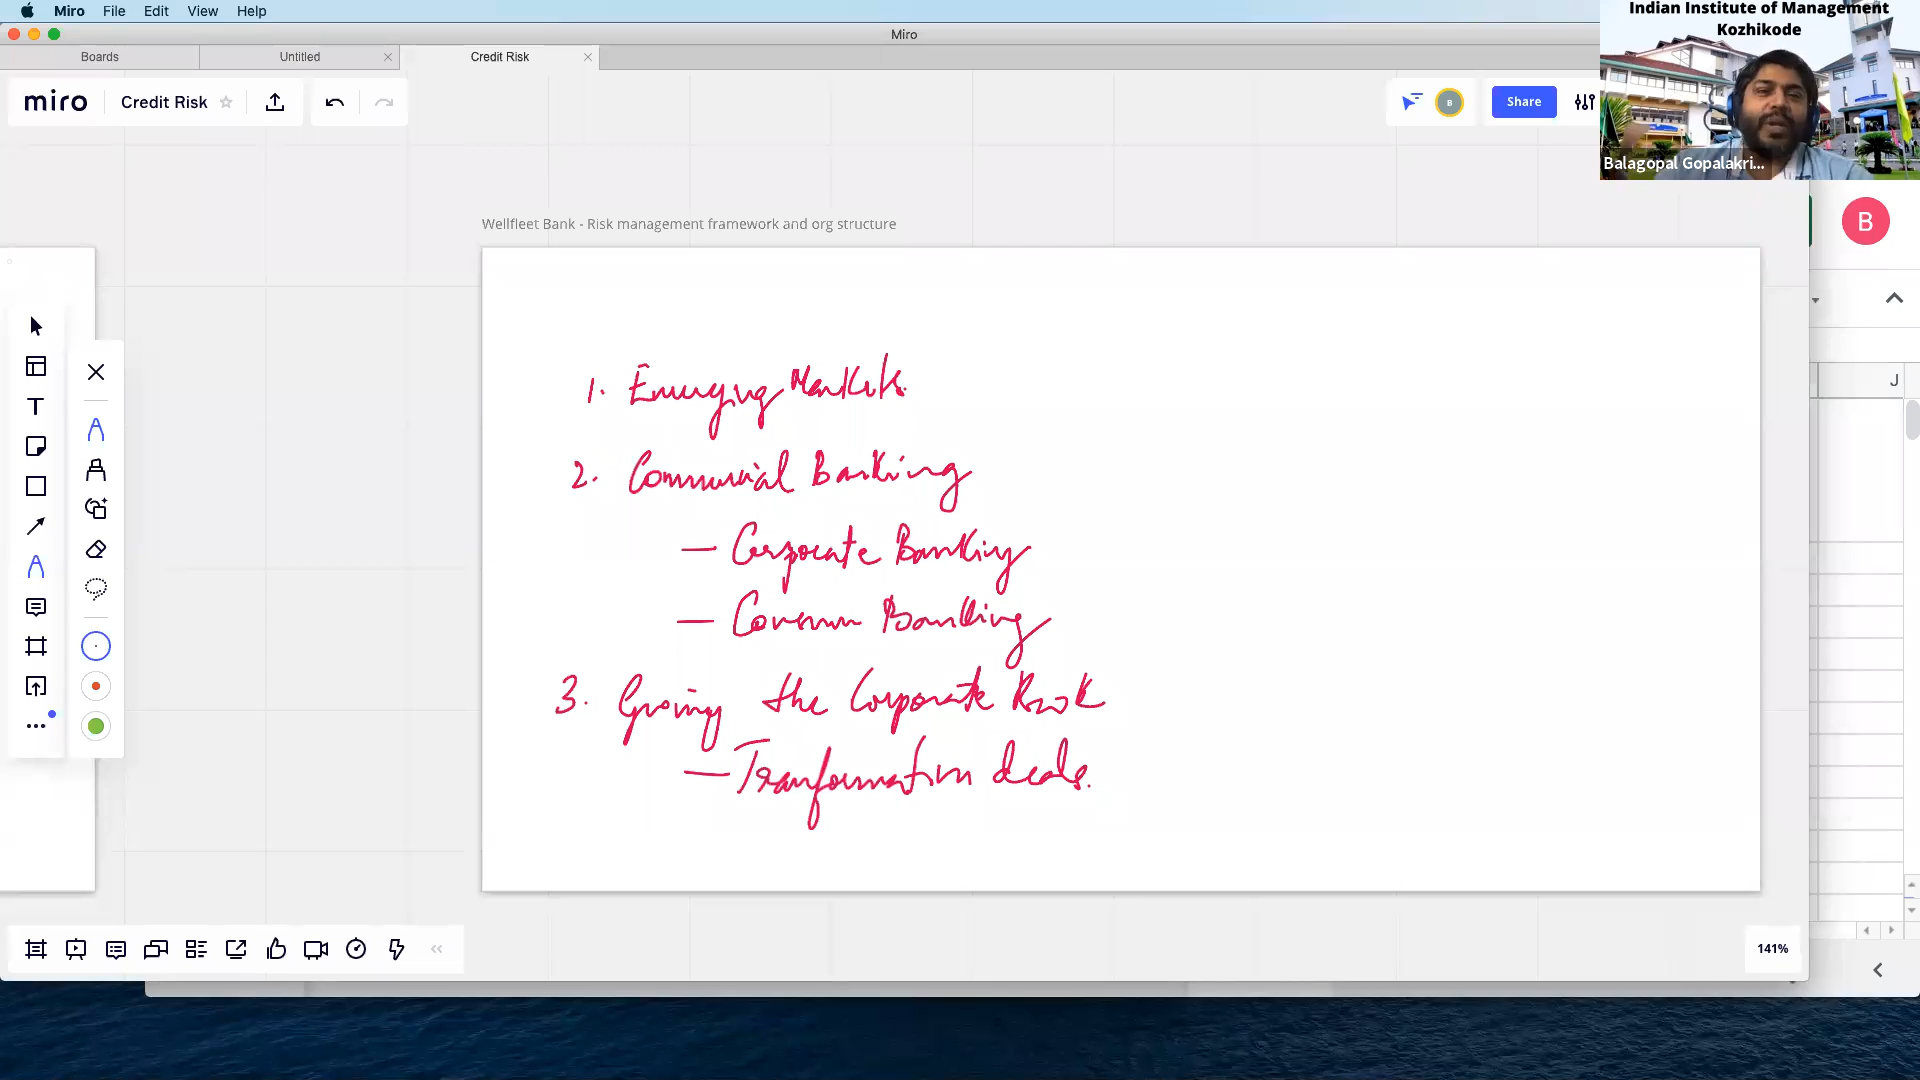 Miro File Edit View Help
Miro
Indian Institute of Management
Kozhikode
Boards
Untitled
Credit Risk
miro
Credit Risk
B
Share
Balagopal Gopalakri...
B
Wellfleet Bank - Risk management framework and org structure
J
1. Emerging Markets.
2. Commercial Banking
— Corporate Banking
— Consumer Banking
3. Growing the Corporate Book
— Transformation deals.
T
141%